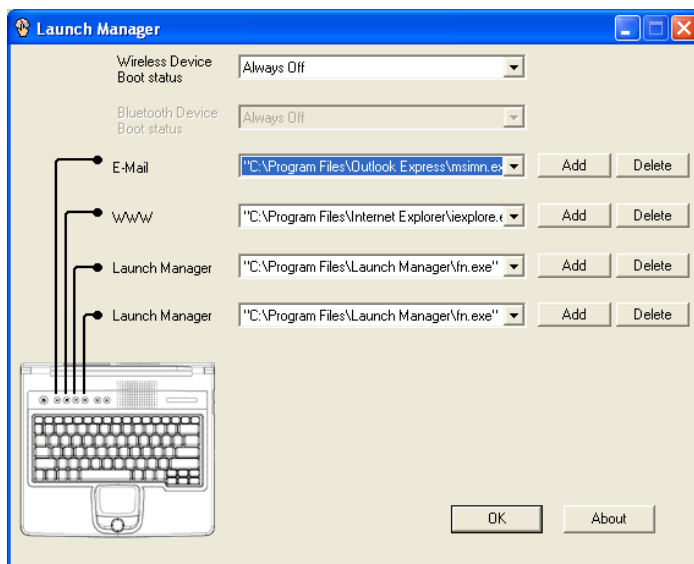 Launch Manager
Wireless Device
Boot status
Always Off
Bluetooth Device
Boot status
Always Off
E-Mail
"C:\Program Files\Outlook Express\msimn.ex
Add
Delete
WWW
"C:\Program Files\Internet Explorer\iexplore.e
Add
Delete
Launch Manager
"C:\Program Files\Launch Manager\fn.exe"
Add
Delete
Launch Manager
"C:\Program Files\Launch Manager\fn.exe"
Add
Delete
OK
About